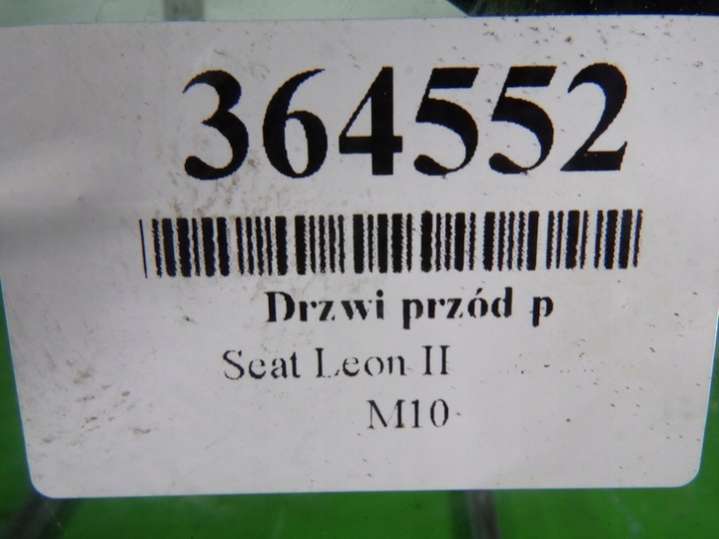 364552
Drzwi przód p
Seat Leon II
M10